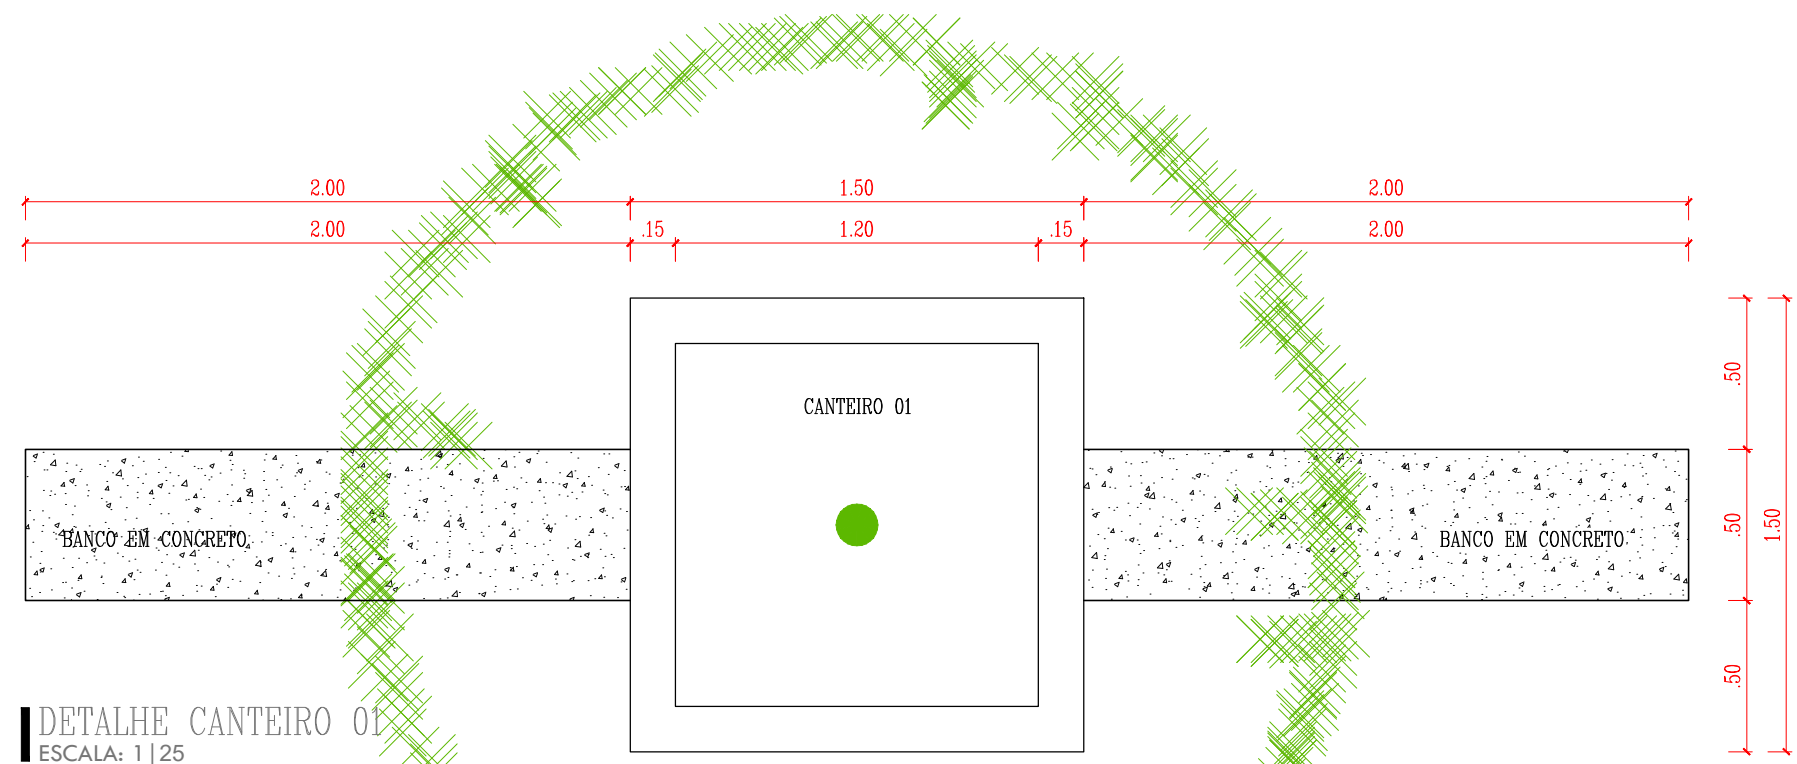 2.00 1.50 2.00
2.00 .15 1.20 .15 2.00
.50
CANTEIRO 01
.50
1.50
BANCO EM CONCRETO
BANCO EM CONCRETO
.50
DETALHE CANTEIRO 01
ESCALA: 1|25